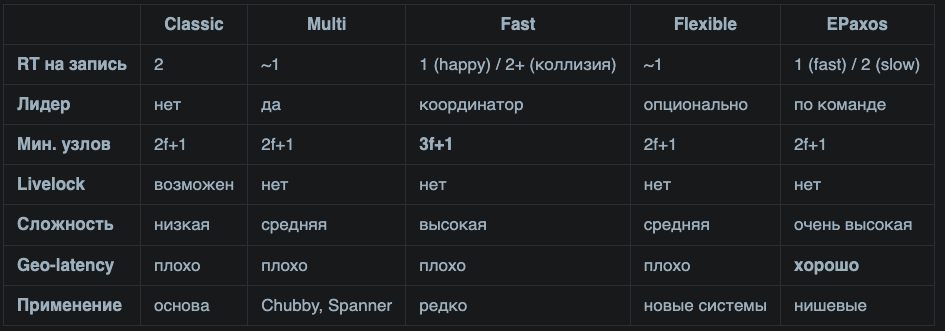 Classic Multi Fast Flexible EPaxos
RT на запись 2 ~1 1 (happy) / 2+ (коллизия) ~1 1 (fast) / 2 (slow)
Лидер нет да координатор опционально по команде
Мин. узлов 2f+1 2f+1 3f+1 2f+1 2f+1
Livelock возможен нет нет нет нет
Сложность низкая средняя высокая средняя очень высокая
Geo-latency плохо плохо плохо плохо хорошо
Применение основа Chubby, Spanner редко новые системы нишевые